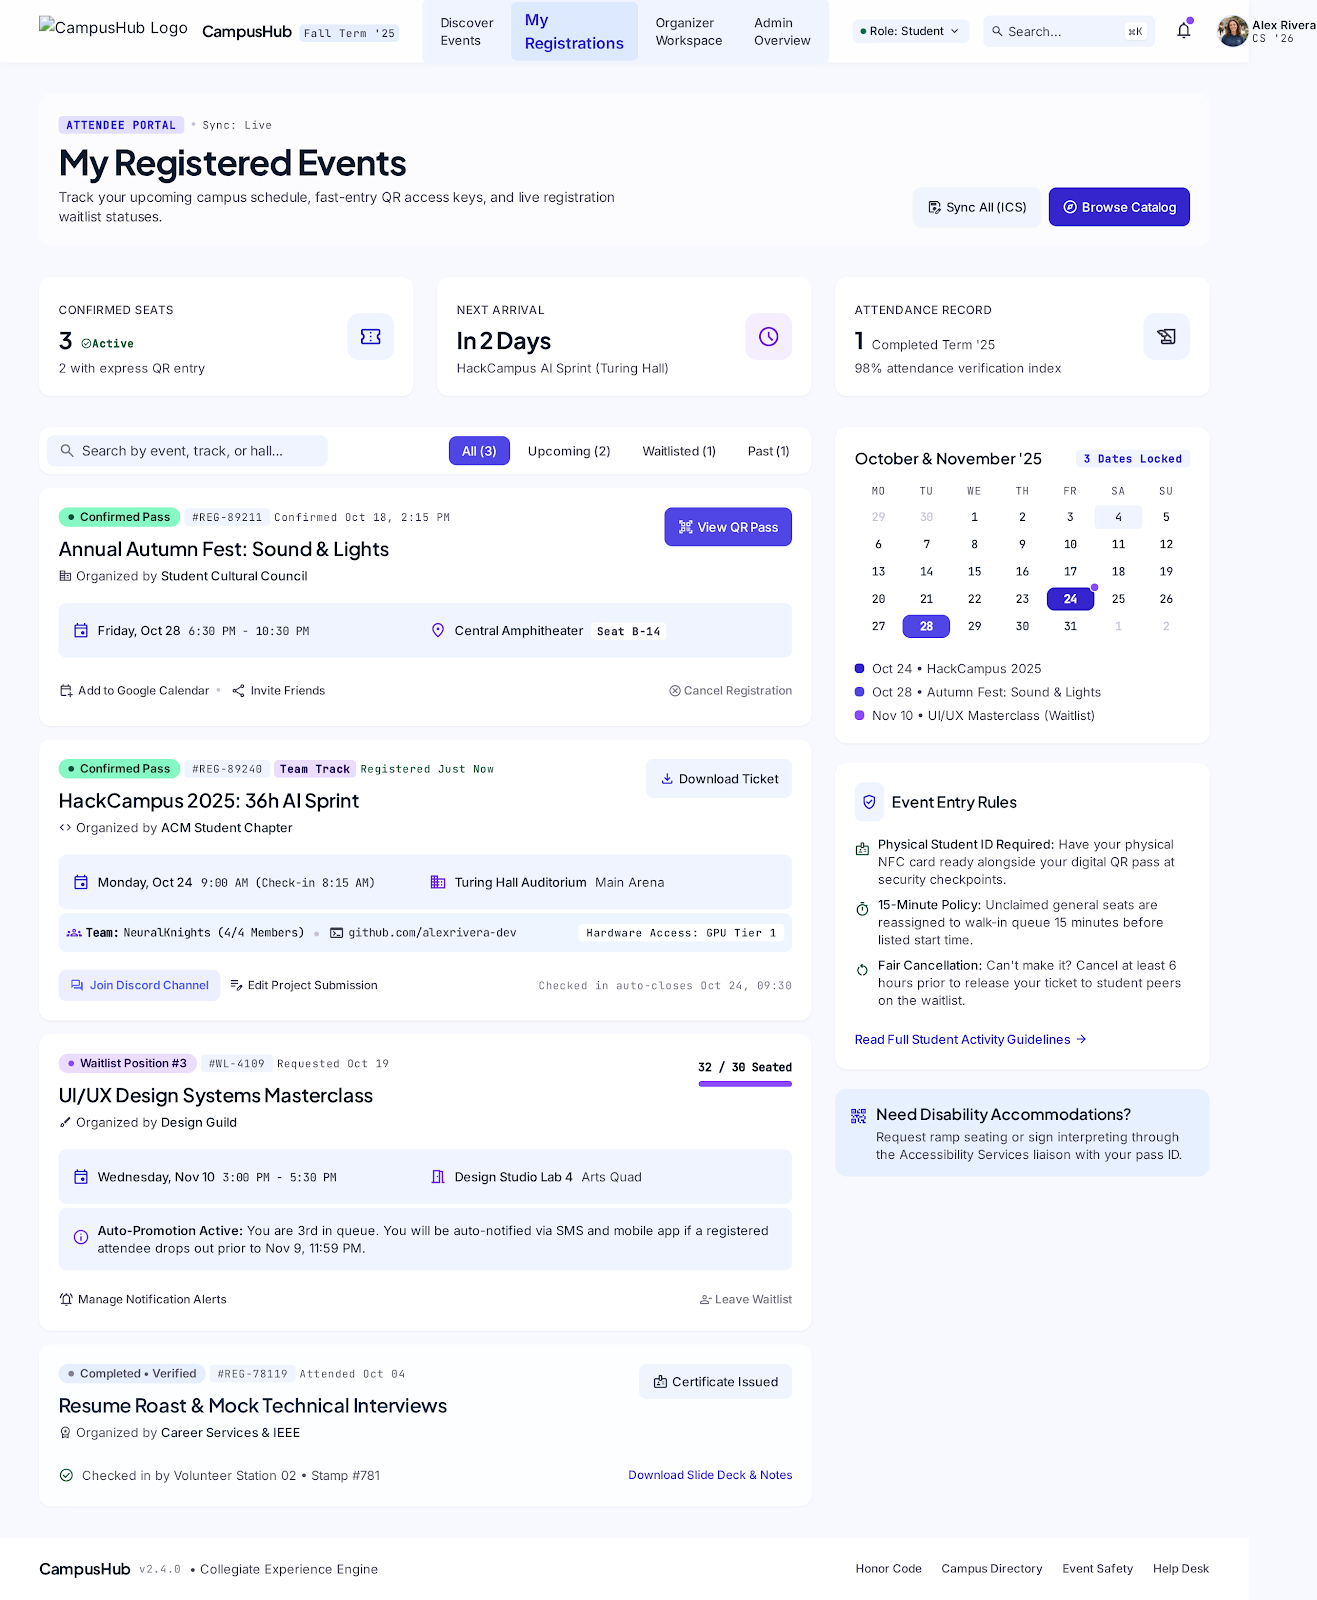 CampusHub Logo
CampusHub
Fall Term '25
Discover
Events
My
Registrations
Organizer
Workspace
Admin
Overview
Role: Student
Search...
⌘K
Alex Rivera
CS '26
ATTENDEE PORTAL
• Sync: Live
My Registered Events
Track your upcoming campus schedule, fast-entry QR access keys, and live registration
waitlist statuses.
Sync All (ICS)
Browse Catalog
CONFIRMED SEATS
3 Active
2 with express QR entry
NEXT ARRIVAL
In 2 Days
HackCampus AI Sprint (Turing Hall)
ATTENDANCE RECORD
1 Completed Term '25
98% attendance verification index
Search by event, track, or hall...
All (3)
Upcoming (2)
Waitlisted (1)
Past (1)
Confirmed Pass
#REG-89211
Confirmed Oct 18, 2:15 PM
View QR Pass
Annual Autumn Fest: Sound & Lights
Organized by Student Cultural Council
Friday, Oct 28 6:30 PM - 10:30 PM
Central Amphitheater Seat B-14
Add to Google Calendar •
Invite Friends
Cancel Registration
Confirmed Pass
#REG-89240
Team Track
Registered Just Now
Download Ticket
HackCampus 2025: 36h AI Sprint
Organized by ACM Student Chapter
Monday, Oct 24 9:00 AM (Check-in 8:15 AM)
Turing Hall Auditorium Main Arena
Team: NeuralKnights (4/4 Members) •
github.com/alexrivera-dev
Hardware Access: GPU Tier 1
Join Discord Channel
Edit Project Submission
Checked in auto-closes Oct 24, 09:30
Waitlist Position #3
#WL-4109
Requested Oct 19
32 / 30 Seated
UI/UX Design Systems Masterclass
Organized by Design Guild
Wednesday, Nov 10 3:00 PM - 5:30 PM
Design Studio Lab 4 Arts Quad
Auto-Promotion Active: You are 3rd in queue. You will be auto-notified via SMS and mobile app if a registered
attendee drops out prior to Nov 9, 11:59 PM.
Manage Notification Alerts
Leave Waitlist
Completed • Verified
#REG-78119
Attended Oct 04
Certificate Issued
Resume Roast & Mock Technical Interviews
Organized by Career Services & IEEE
Checked in by Volunteer Station 02 • Stamp #781
Download Slide Deck & Notes
October & November '25
3 Dates Locked
MO TU WE TH FR SA SU
29 30 1 2 3 4 5
6 7 8 9 10 11 12
13 14 15 16 17 18 19
20 21 22 23 24 25 26
27 28 29 30 31 1 2
Oct 24 • HackCampus 2025
Oct 28 • Autumn Fest: Sound & Lights
Nov 10 • UI/UX Masterclass (Waitlist)
Event Entry Rules
Physical Student ID Required: Have your physical
NFC card ready alongside your digital QR pass at
security checkpoints.
15-Minute Policy: Unclaimed general seats are
reassigned to walk-in queue 15 minutes before
listed start time.
Fair Cancellation: Can't make it? Cancel at least 6
hours prior to release your ticket to student peers
on the waitlist.
Read Full Student Activity Guidelines →
Need Disability Accommodations?
Request ramp seating or sign interpreting through
the Accessibility Services liaison with your pass ID.
CampusHub v2.4.0 • Collegiate Experience Engine
Honor Code
Campus Directory
Event Safety
Help Desk